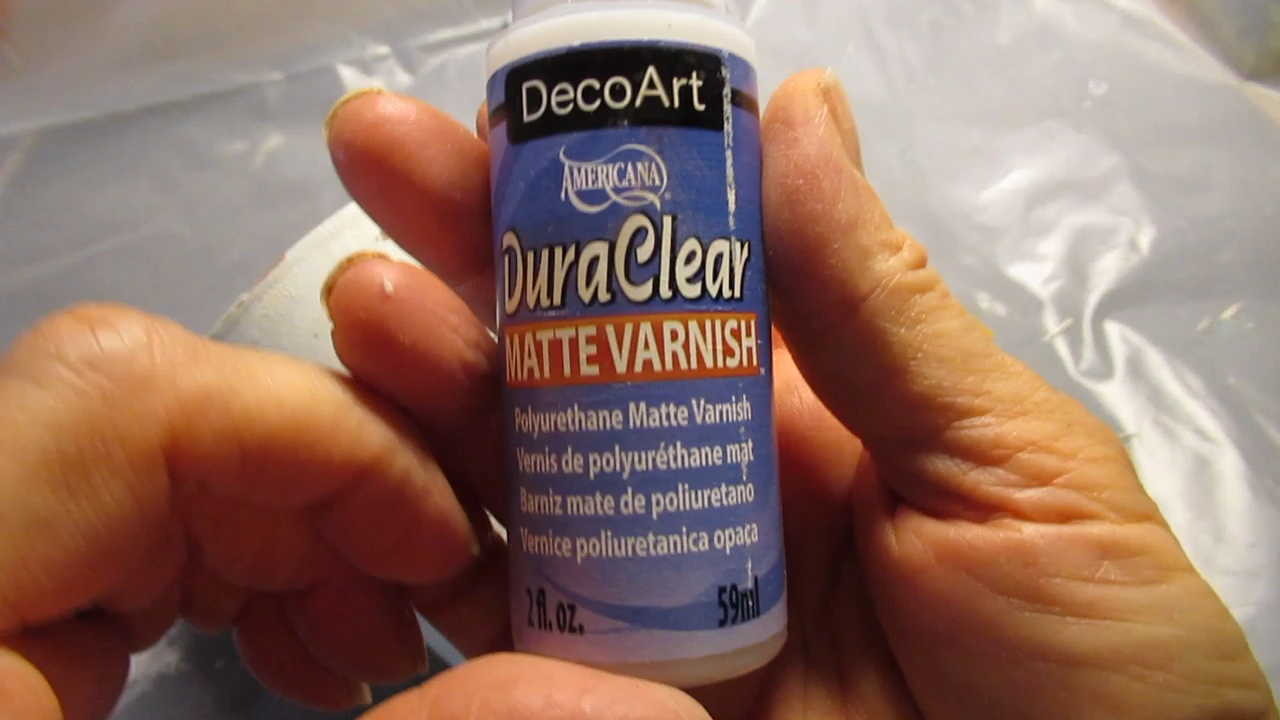 DecoArt
AMERICANA
DuraClear
MATTE VARNISH
Polyurethane Matte Varnish
Vernis de polyuréthane mat
Barniz mate de poliuretano
Vernice poliuretanica opaca
2 fl. oz. 59ml